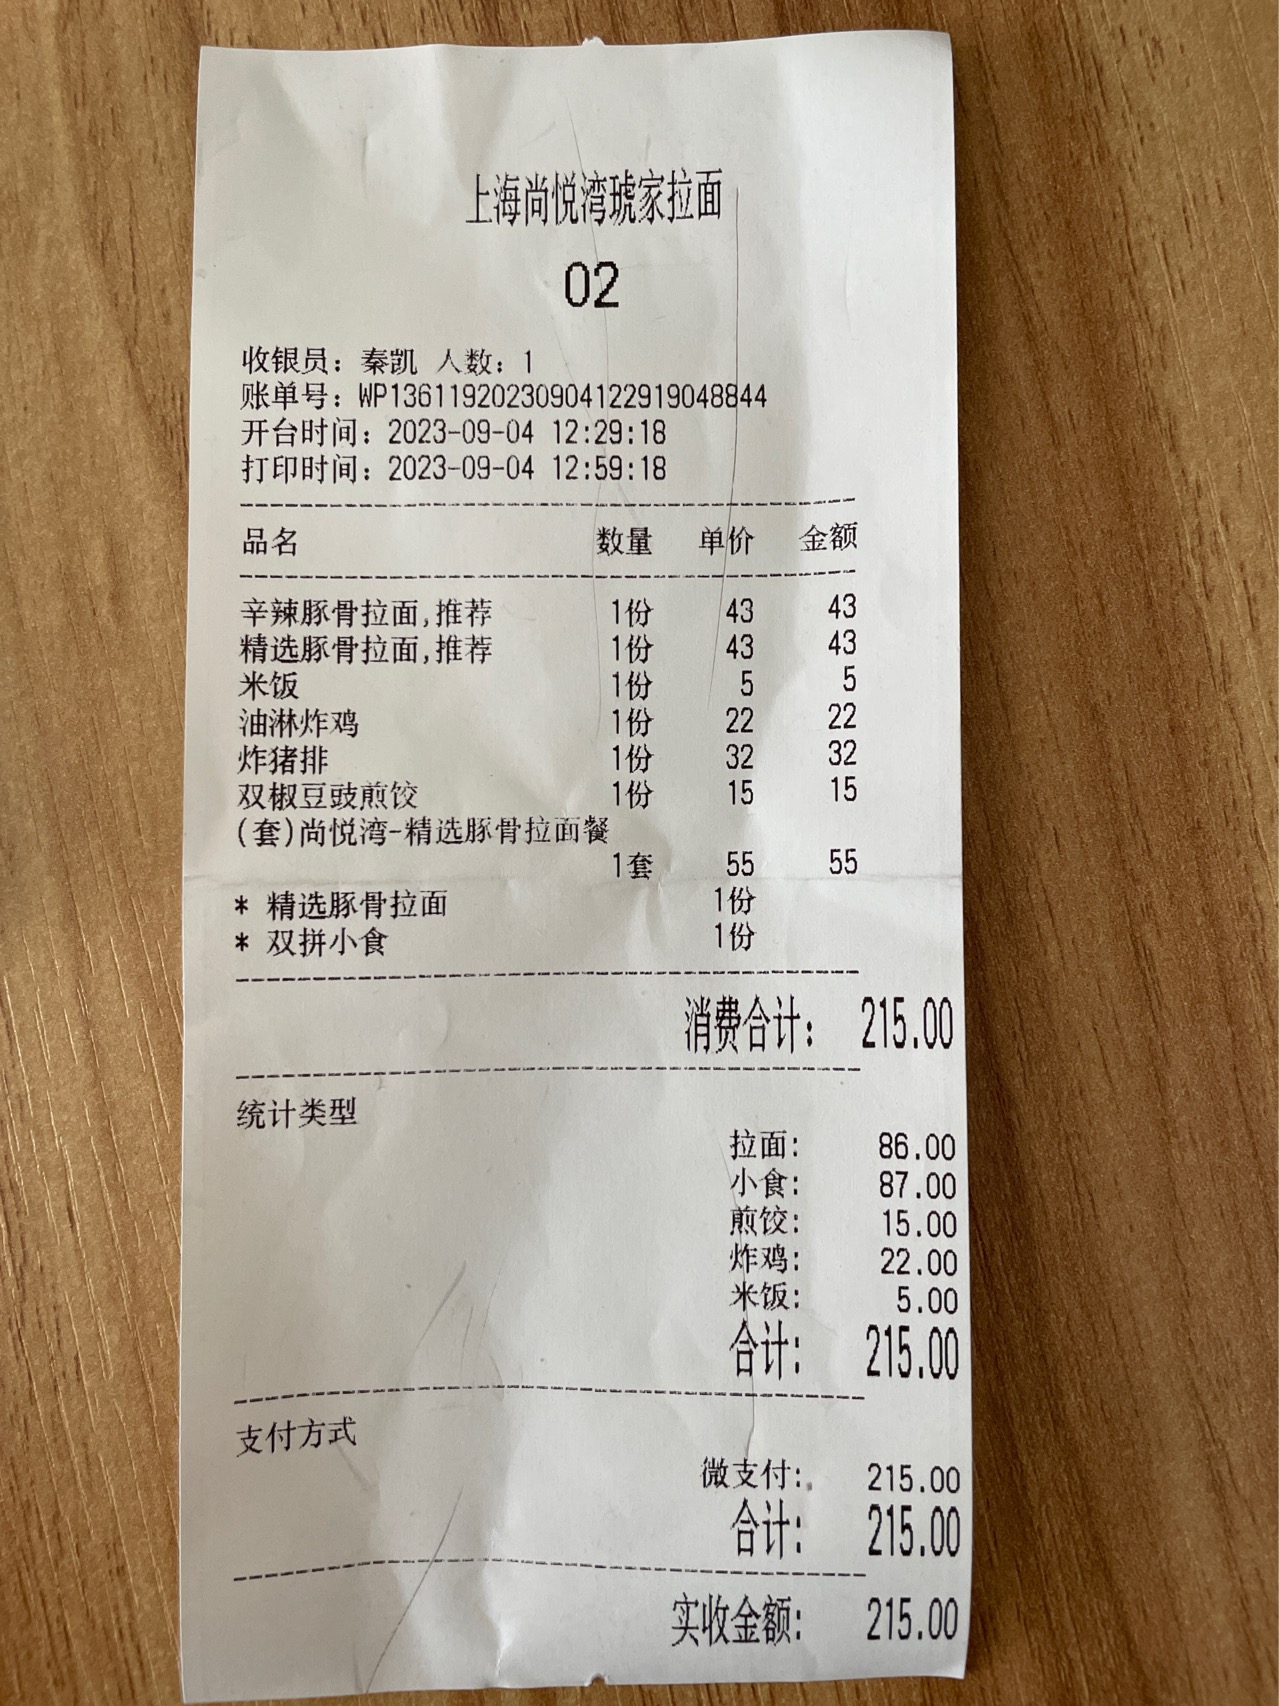 上海尚悦湾琥家拉面
02
收银员：秦凯 人数：1
账单号：WP13611920230904122919048844
开台时间：2023-09-04 12:29:18
打印时间：2023-09-04 12:59:18
品名 数量 单价 金额
辛辣豚骨拉面,推荐 1份 43 43
精选豚骨拉面,推荐 1份 43 43
米饭 1份 5 5
油淋炸鸡 1份 22 22
炸猪排 1份 32 32
双椒豆豉煎饺 1份 15 15
(套)尚悦湾-精选豚骨拉面餐
1套 55 55
* 精选豚骨拉面 1份
* 双拼小食 1份
消费合计： 215.00
统计类型
拉面: 86.00
小食: 87.00
煎饺: 15.00
炸鸡: 22.00
米饭: 5.00
合计: 215.00
支付方式
微支付: 215.00
合计: 215.00
实收金额: 215.00